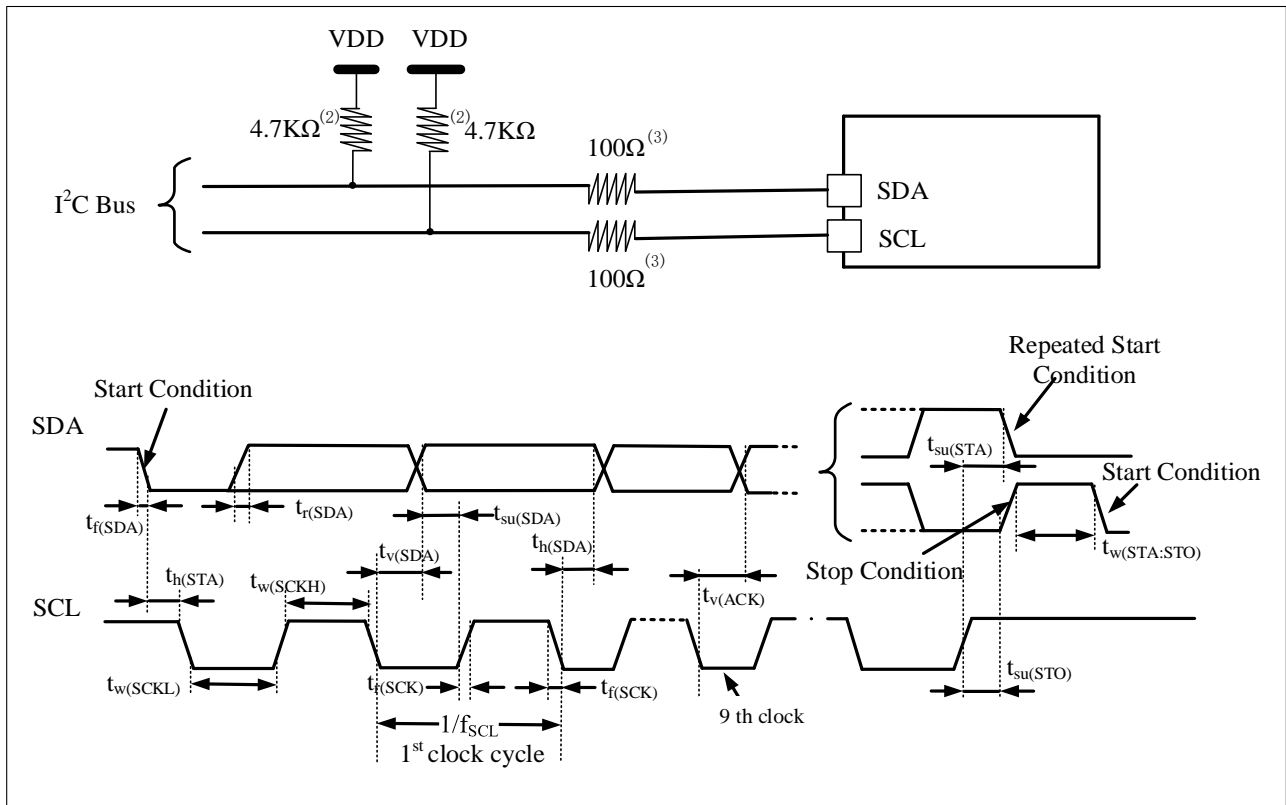 VDD VDD
4.7KΩ(2) (2)4.7KΩ
100Ω(3)
I2C Bus
SDA
SCL
100Ω(3)
Repeated Start
Condition
Start Condition
SDA
tsu(STA)
Start Condition
tf(SDA)
tr(SDA)
tsu(SDA)
tv(SDA)
th(SDA)
tw(STA:STO)
Stop Condition
th(STA)
tw(SCKH)
tv(ACK)
SCL
tw(SCKL)
tf(SCK)
tf(SCK)
tsu(STO)
9 th clock
1/fSCL
1st clock cycle